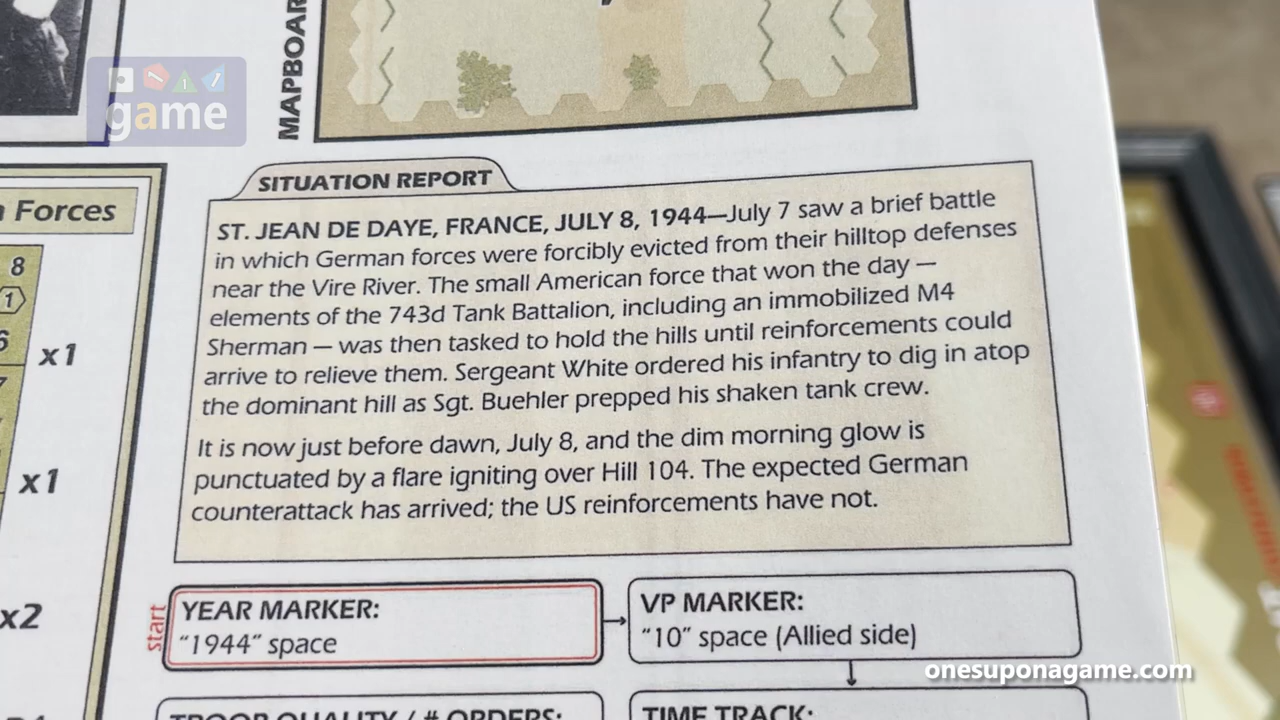 game
MAPBOAR
Forces
8
1
6
x1
x1
x2
SITUATION REPORT
ST. JEAN DE DAYE, FRANCE, JULY 8, 1944—July 7 saw a brief battle
in which German forces were forcibly evicted from their hilltop defenses
near the Vire River. The small American force that won the day —
elements of the 743d Tank Battalion, including an immobilized M4
Sherman — was then tasked to hold the hills until reinforcements could
arrive to relieve them. Sergeant White ordered his infantry to dig in atop
the dominant hill as Sgt. Buehler prepped his shaken tank crew.
It is now just before dawn, July 8, and the dim morning glow is
punctuated by a flare igniting over Hill 104. The expected German
counterattack has arrived; the US reinforcements have not.
start
YEAR MARKER:
“1944” space
VP MARKER:
“10” space (Allied side)
onesuponagame.com
TROOP QUALITY / # ORDERS:
TIME TRACK: